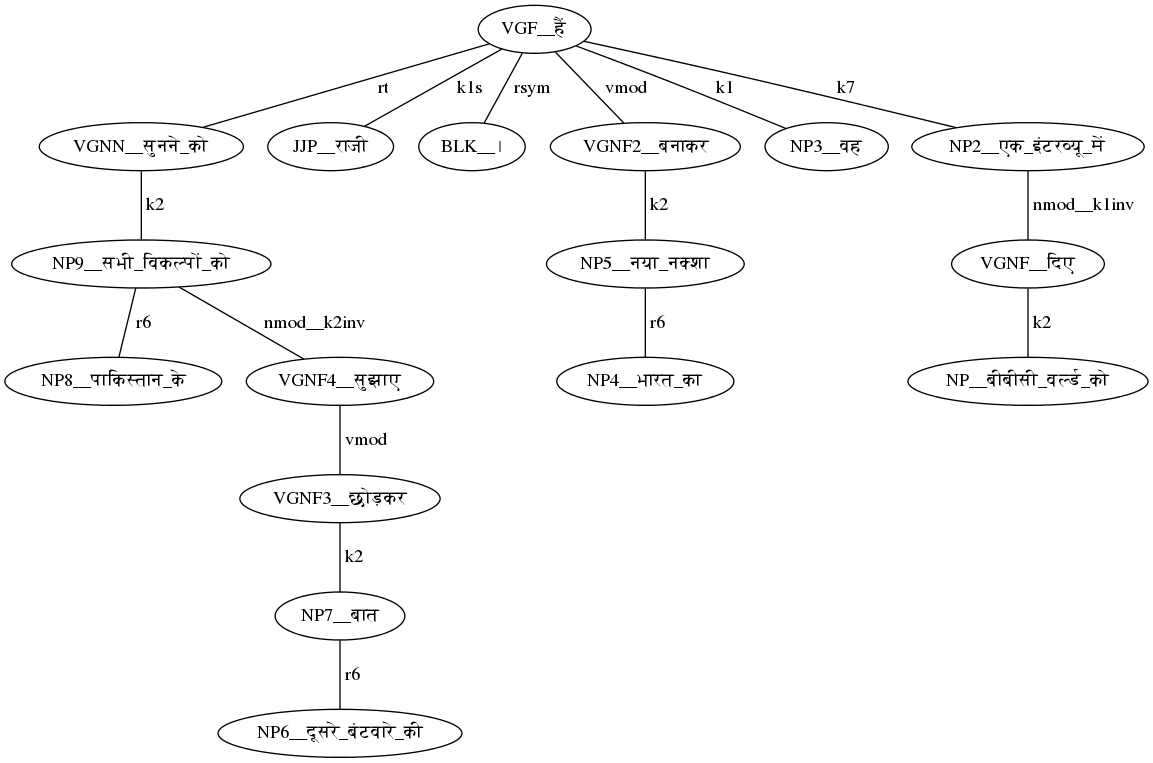 VGF__हैं
rt
k1s
rsym
vmod
k1
k7
VGNN__सुनने_को
JJP__राजी
BLK__।
VGNF2__बनाकर
NP3__वह
NP2__एक_इंटरव्यू_में
k2
k2
nmod__k1inv
NP9__सभी_विकल्पों_को
NP5__नया_नक्शा
VGNF__दिए
r6
nmod__k2inv
r6
k2
NP8__पाकिस्तान_के
VGNF4__सुझाए
NP4__भारत_का
NP__बीबीसी_वर्ल्ड_को
vmod
VGNF3__छोड़कर
k2
NP7__बात
r6
NP6__दूसरे_बंटवारे_की